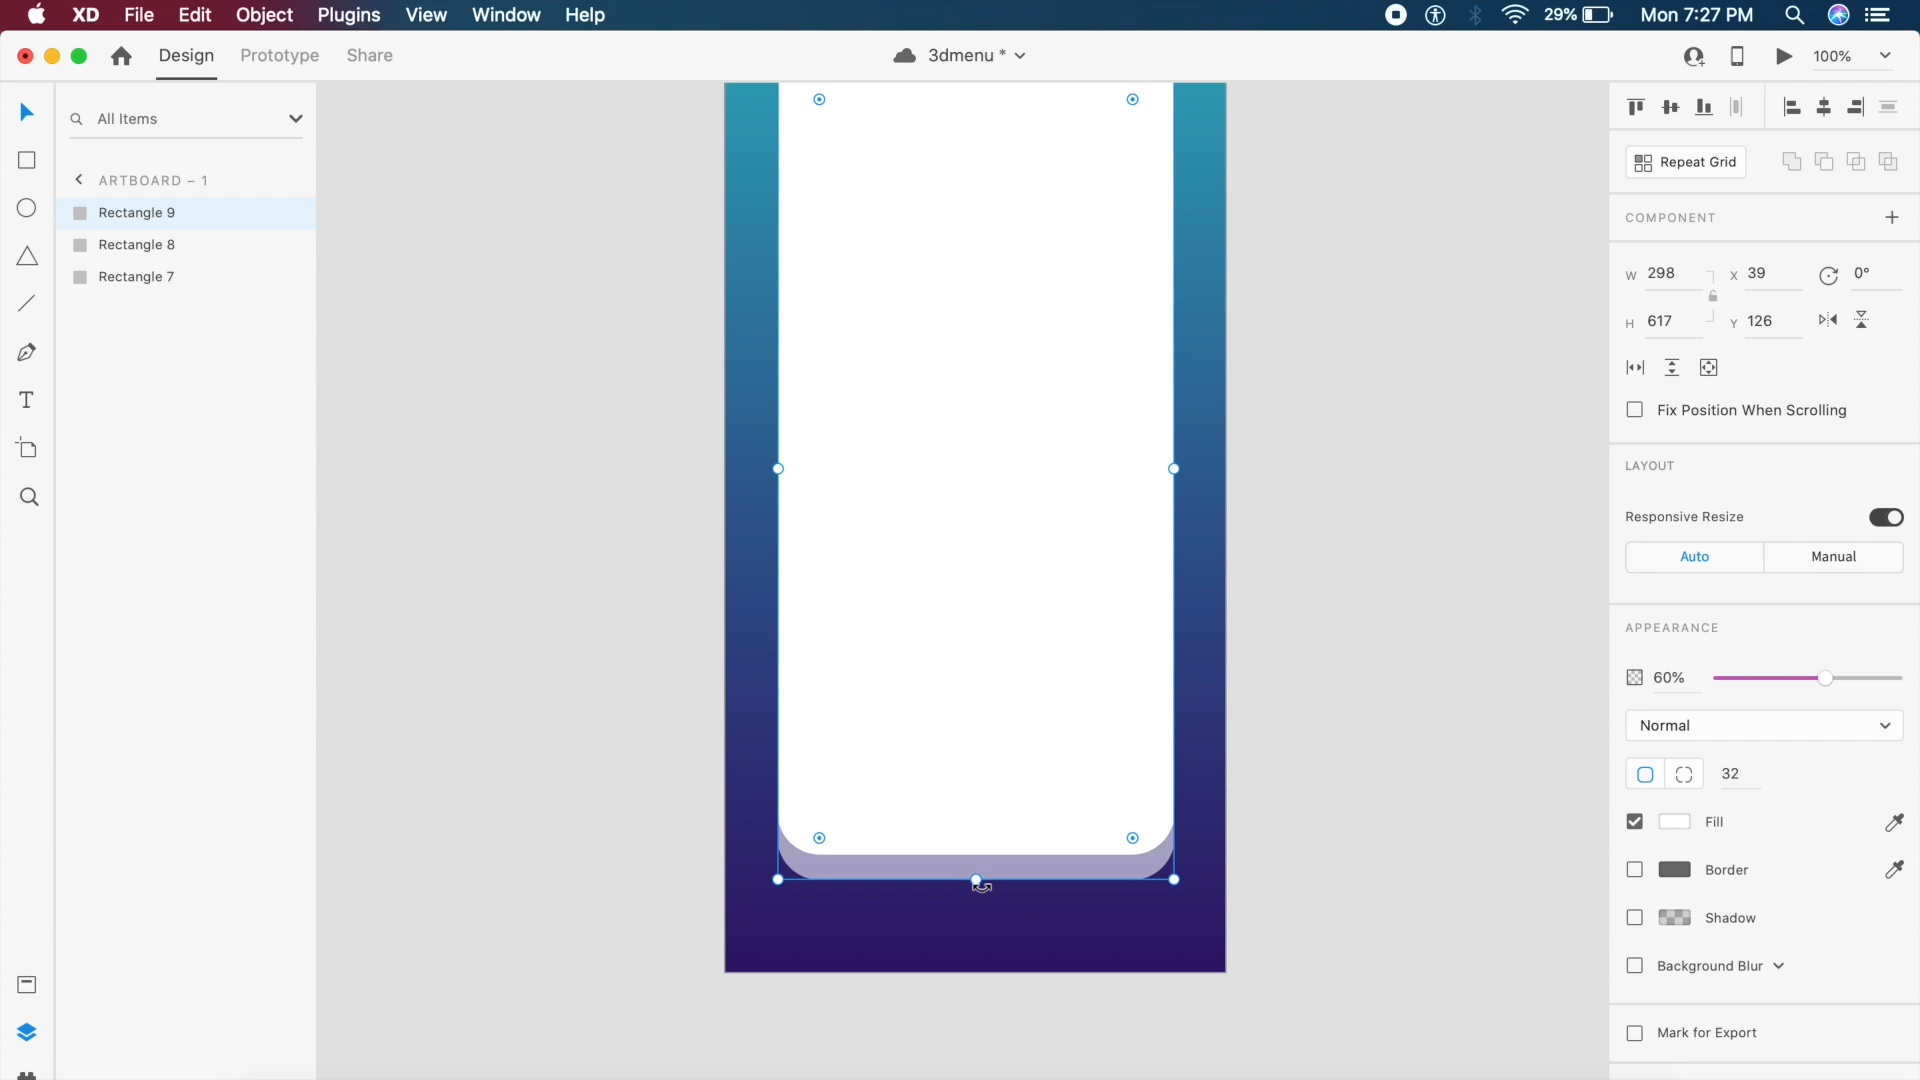 XD File Edit Object Plugins View Window Help 29% Mon 7:27 PM
Design Prototype Share 3dmenu * 100%
All Items
Repeat Grid
ARTBOARD – 1
Rectangle 9
COMPONENT
Rectangle 8
Rectangle 7
W 298 X 39 0°
H 617 Y 126
Fix Position When Scrolling
LAYOUT
Responsive Resize
Auto Manual
APPEARANCE
60%
Normal
32
Fill
Border
Shadow
Background Blur
Mark for Export